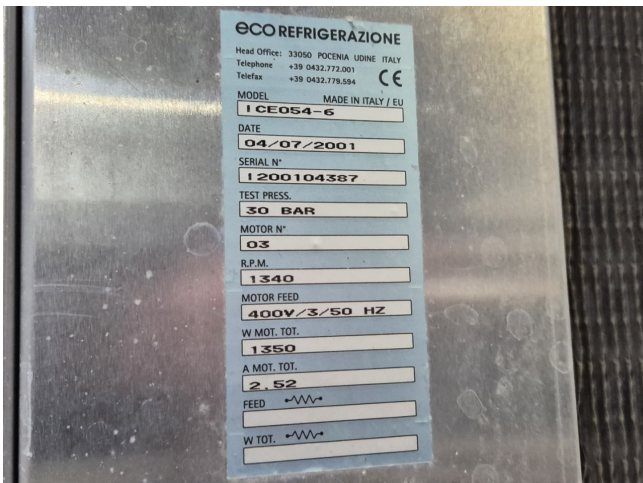 eco REFRIGERAZIONE
Head Office: 33050 POCENIA UDINE ITALY
Telephone +39 0432.772.001
Telefax +39 0432.779.594
CE
MODEL MADE IN ITALY / EU
ICE054-6
DATE
04/07/2001
SERIAL N°
1200104387
TEST PRESS.
30 BAR
MOTOR N°
03
R.P.M.
1340
MOTOR FEED
400V/3/50 HZ
W MOT. TOT.
1350
A MOT. TOT.
2.52
FEED
W TOT.